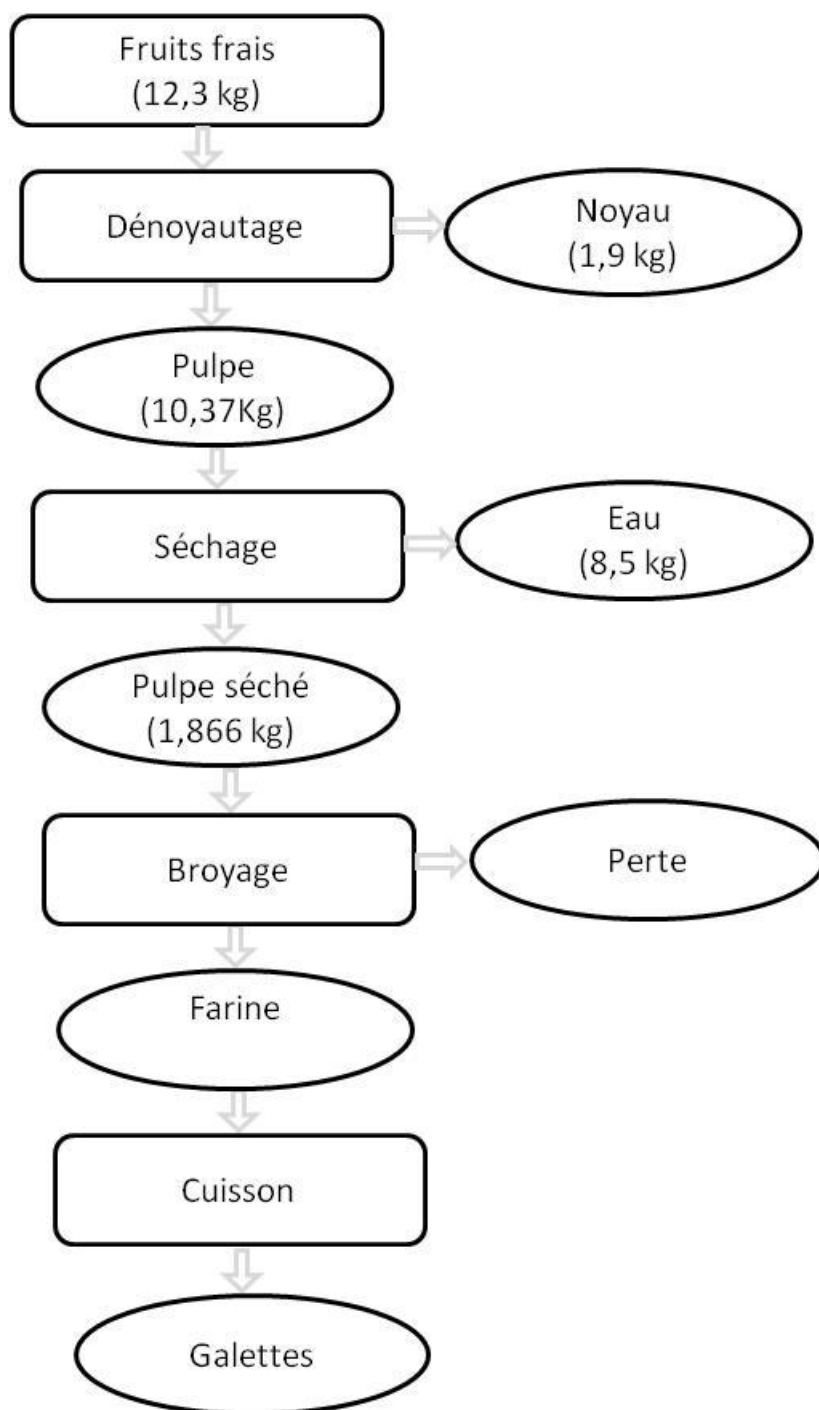 Fruits frais
(12,3 kg)
Dénoyautage
Noyau
(1,9 kg)
Pulpe
(10,37Kg)
Séchage
Eau
(8,5 kg)
Pulpe séché
(1,866 kg)
Broyage
Perte
Farine
Cuisson
Galettes